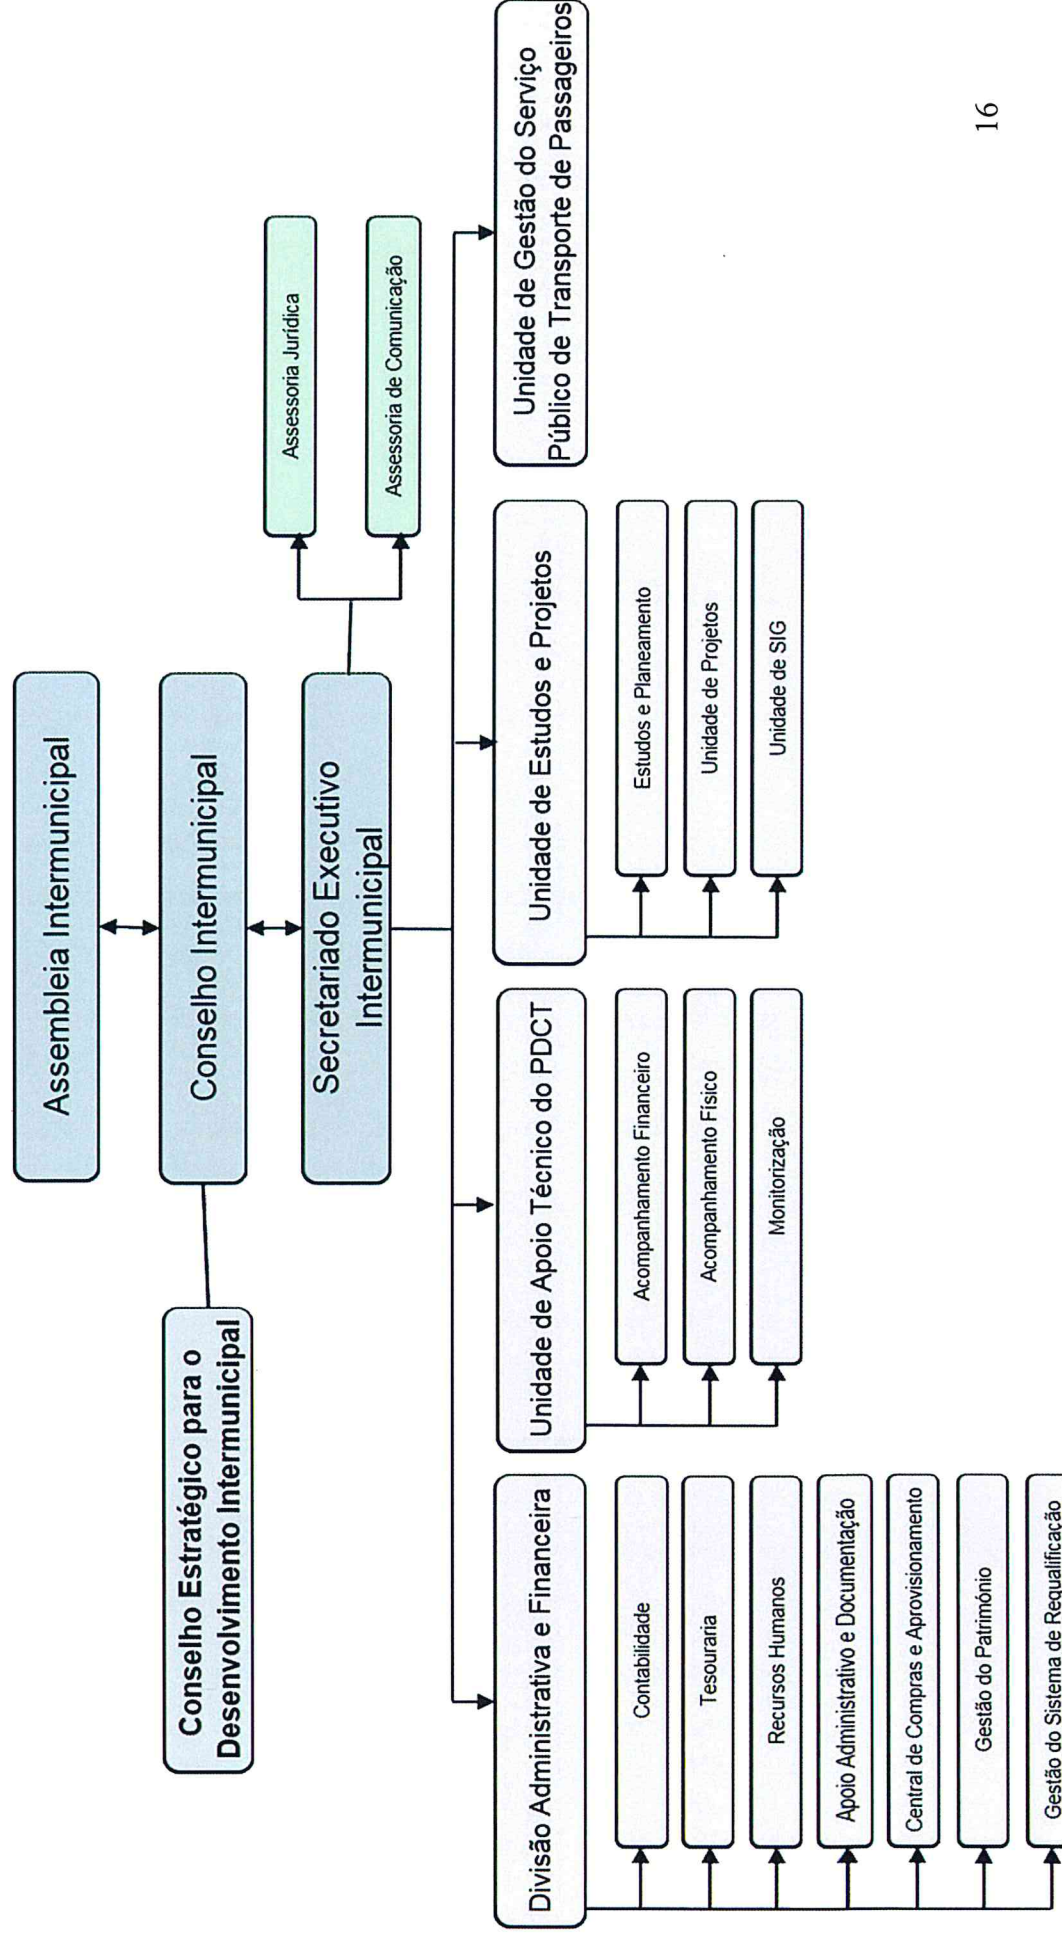 Assembleia Intermunicipal
Conselho Estratégico para o
Desenvolvimento Intermunicipal
Conselho Intermunicipal
Secretariado Executivo
Intermunicipal
Assessoria Jurídica
Assessoria de Comunicação
Divisão Administrativa e Financeira
Contabilidade
Tesouraria
Recursos Humanos
Apoio Administrativo e Documentação
Central de Compras e Aprovisionamento
Gestão do Património
Gestão do Sistema de Requalificação
Unidade de Apoio Técnico do PDCT
Acompanhamento Financeiro
Acompanhamento Físico
Monitorização
Unidade de Estudos e Projetos
Estudos e Planeamento
Unidade de Projetos
Unidade de SIG
Unidade de Gestão do Serviço
Público de Transporte de Passageiros
16